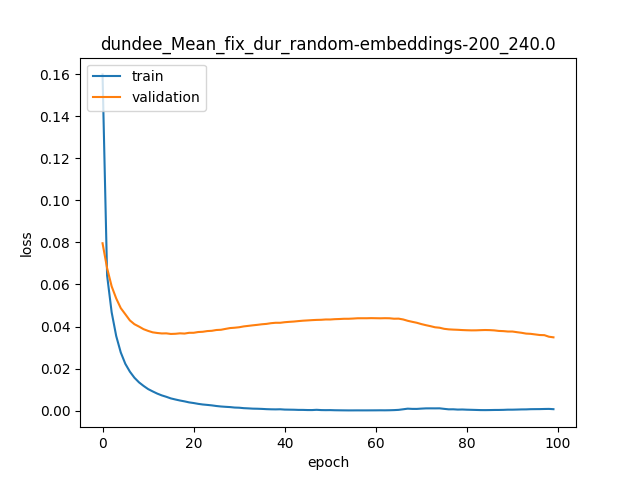 dundee_Mean_fix_dur_random-embeddings-200_240.0
train
validation
loss
0.16
0.14
0.12
0.10
0.08
0.06
0.04
0.02
0.00
0 20 40 60 80 100
epoch